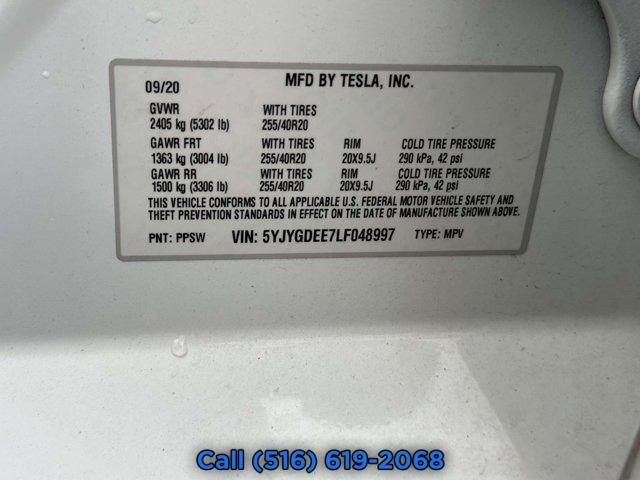 09/20 MFD BY TESLA, INC.
GVWR WITH TIRES
2405 kg (5302 lb) 255/40R20
GAWR FRT WITH TIRES RIM COLD TIRE PRESSURE
1363 kg (3004 lb) 255/40R20 20X9.5J 290 kPa, 42 psi
GAWR RR WITH TIRES RIM COLD TIRE PRESSURE
1500 kg (3306 lb) 255/40R20 20X9.5J 290 kPa, 42 psi
THIS VEHICLE CONFORMS TO ALL APPLICABLE U.S. FEDERAL MOTOR VEHICLE SAFETY AND
THEFT PREVENTION STANDARDS IN EFFECT ON THE DATE OF MANUFACTURE SHOWN ABOVE.
PNT: PPSW VIN: 5YJYGDEE7LF048997 TYPE: MPV
Call (516) 619-2068